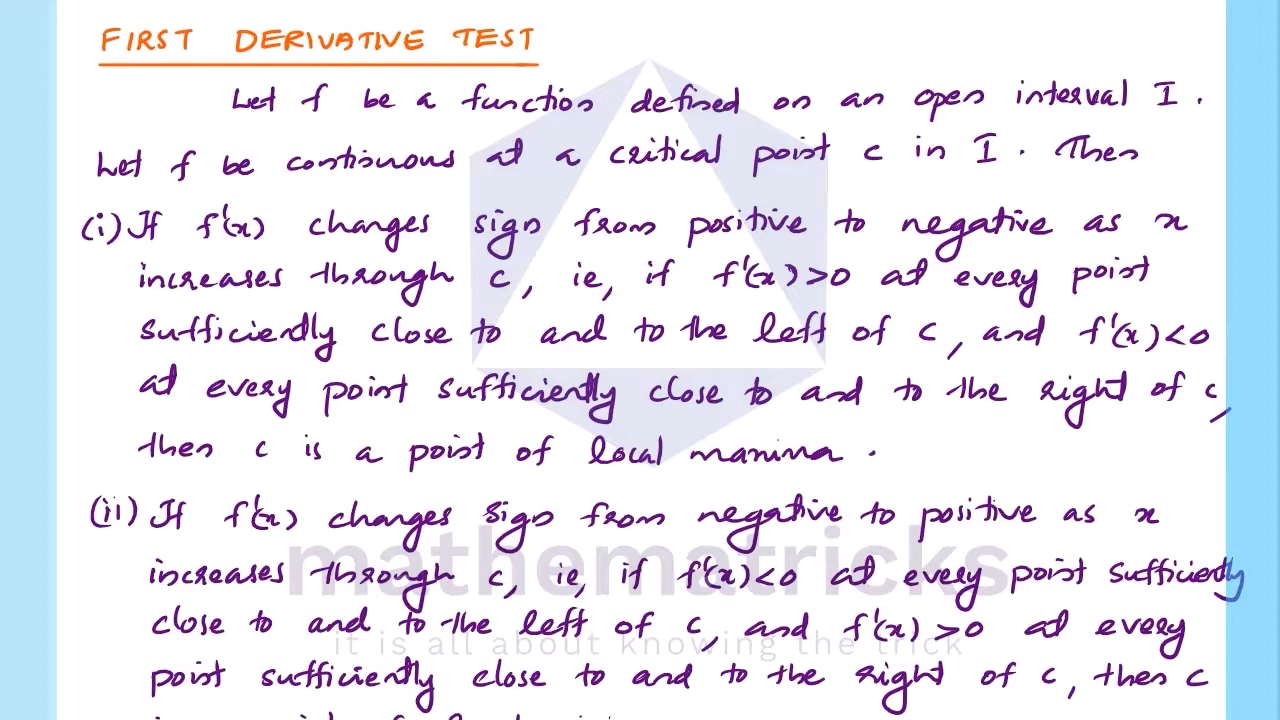 FIRST DERIVATIVE TEST
Let f be a function defined on an open interval I.
Let f be continuous at a critical point c in I. Then
(i) If f'(x) changes sign from positive to negative as x
increases through c, ie, if f'(x)>0 at every point
sufficiently close to and to the left of c, and f'(x)<0
at every point sufficiently close to and to the right of c,
then c is a point of local maxima.
(ii) If f'(x) changes sign from negative to positive as x
mathematricks
increases through c, ie, if f'(x)<0 at every point sufficiently
close to and to the left of c, and f'(x)>0 at every
it is all about knowing the trick
point sufficiently close to and to the right of c, then c